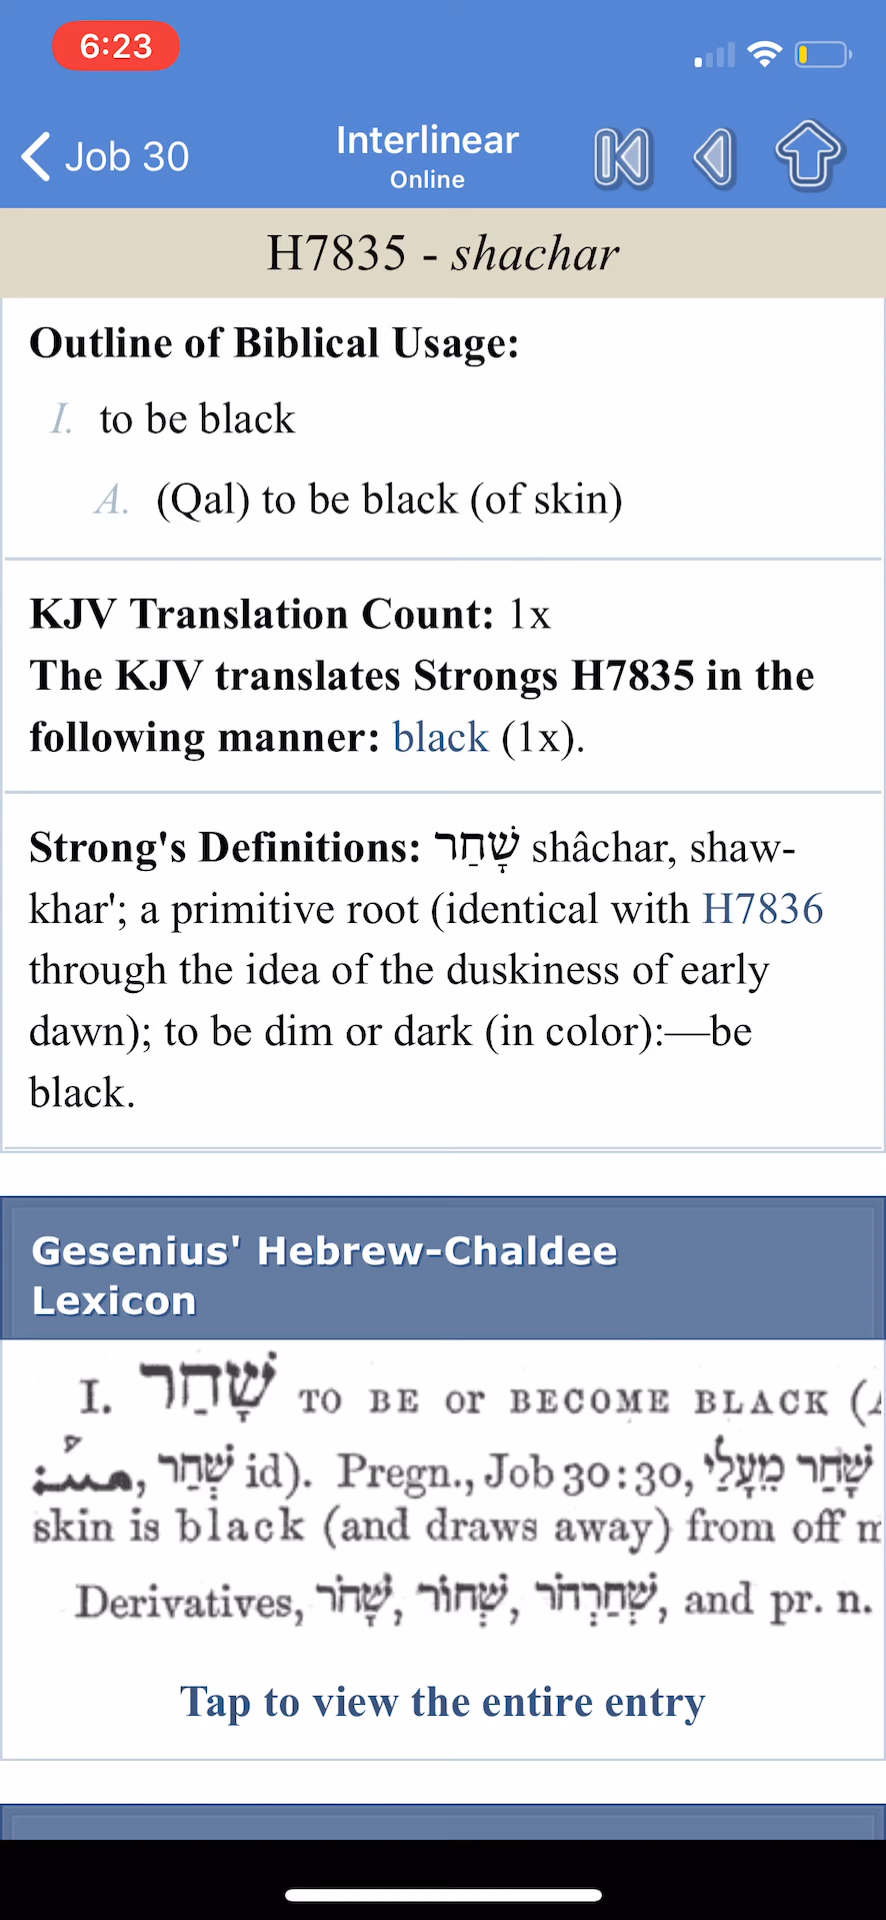 6:23
Job 30
Interlinear
Online
H7835 - shachar
Outline of Biblical Usage:
I. to be black
A. (Qal) to be black (of skin)
KJV Translation Count: 1x
The KJV translates Strongs H7835 in the
following manner: black (1x).
Strong's Definitions: שָׁחַר shâchar, shaw-
khar'; a primitive root (identical with H7836
through the idea of the duskiness of early
dawn); to be dim or dark (in color):—be
black.
Gesenius' Hebrew-Chaldee
Lexicon
I. שָׁחַר TO BE or BECOME BLACK (
שְׁחַר id). Pregn., Job 30:30, שָׁחַר מֵעָלַי
skin is black (and draws away) from off
Derivatives, שָׁחֹר, שְׁחוֹר, שְׁחַרְחֹר, and pr. n.
Tap to view the entire entry